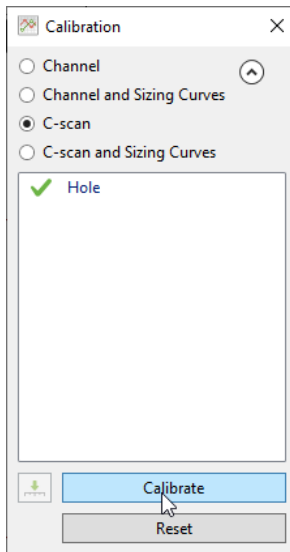 Calibration
Channel
Channel and Sizing Curves
C-scan
C-scan and Sizing Curves
Hole
Calibrate
Reset